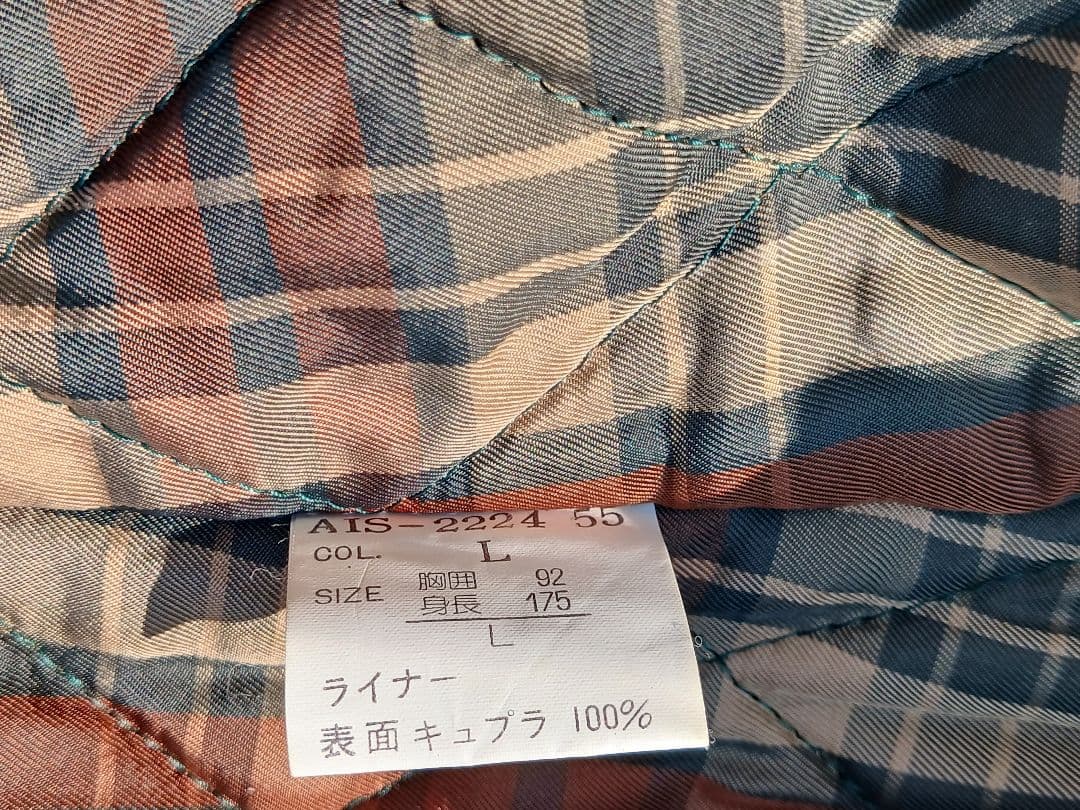 AIS-2224 55
COL. L
SIZE 胸囲 92
身長 175
L
ライナー
表面 キュプラ 100%